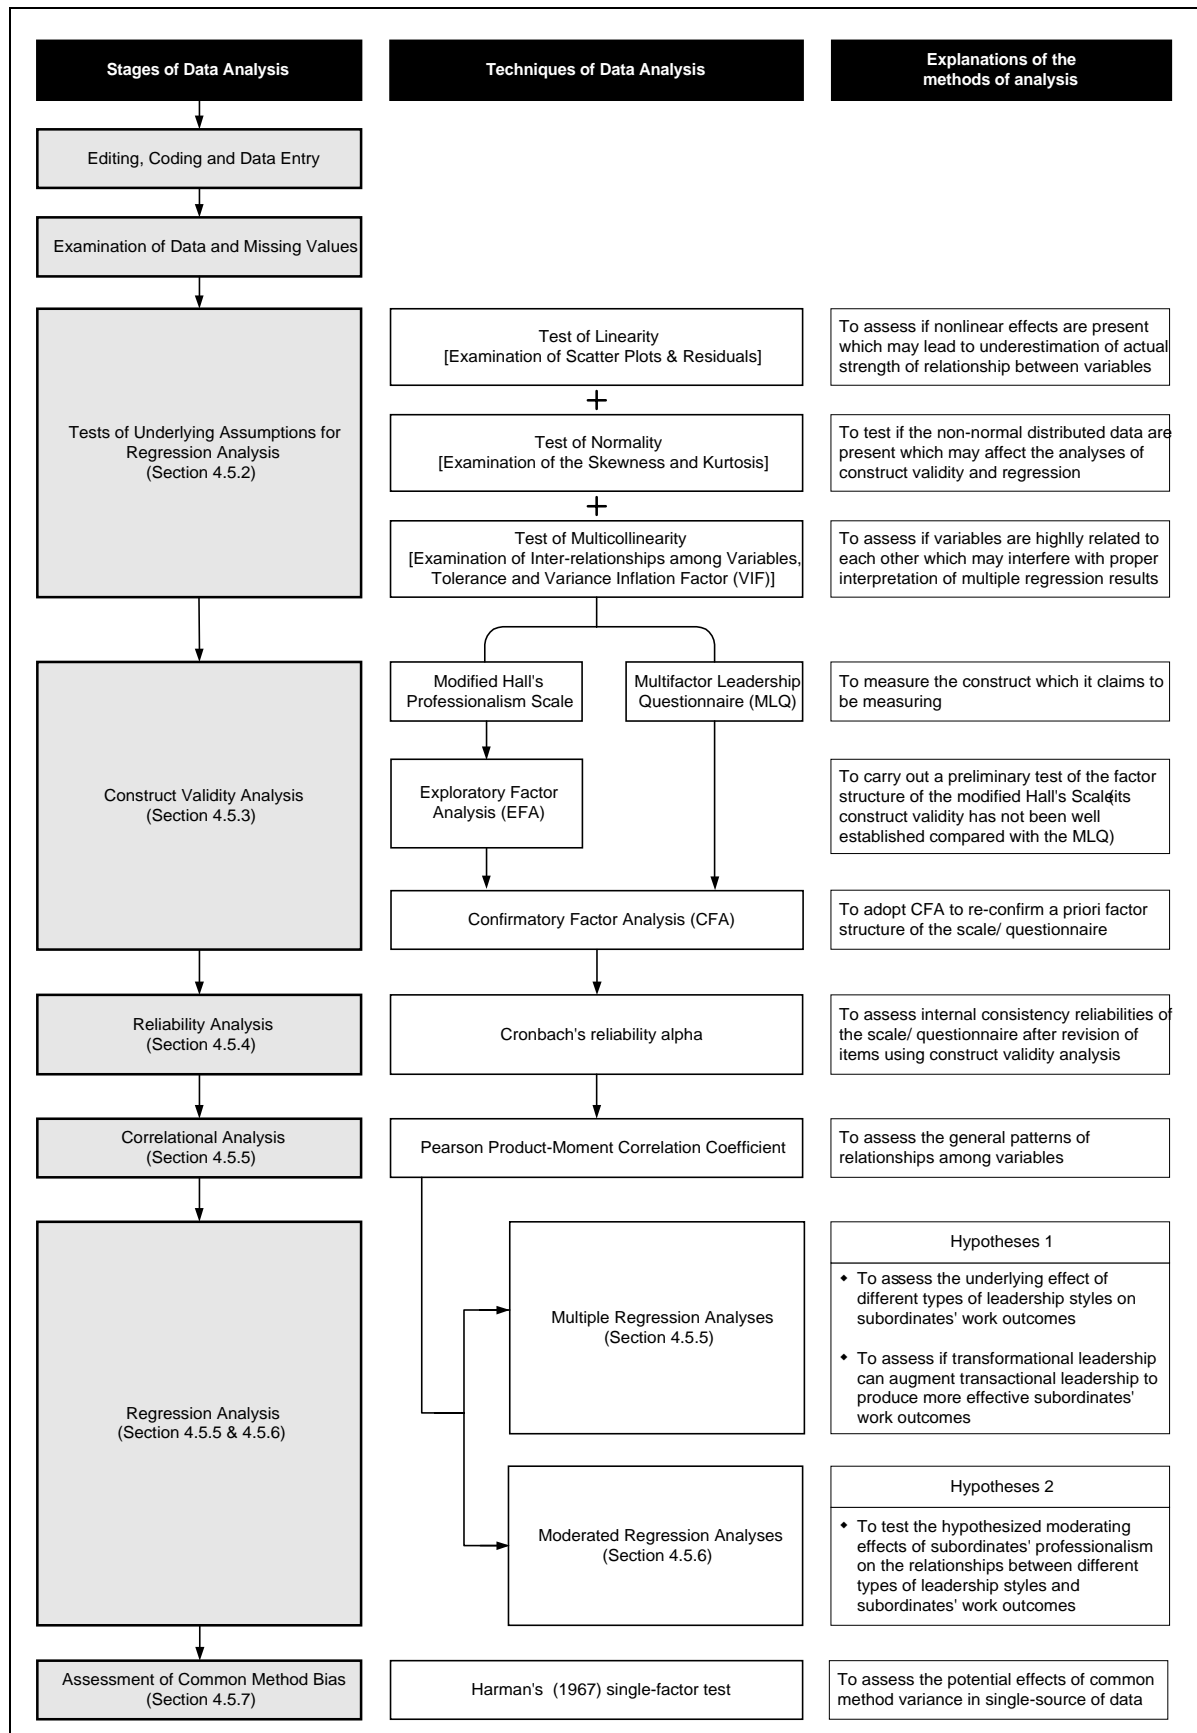 Stages of Data Analysis
Techniques of Data Analysis
Explanations of the
methods of analysis
Editing, Coding and Data Entry
Examination of Data and Missing Values
Tests of Underlying Assumptions for
Regression Analysis
(Section 4.5.2)
Test of Linearity
[Examination of Scatter Plots & Residuals]
To assess if nonlinear effects are present
which may lead to underestimation of actual
strength of relationship between variables
+
Test of Normality
[Examination of the Skewness and Kurtosis]
To test if the non-normal distributed data are
present which may affect the analyses of
construct validity and regression
+
Test of Multicollinearity
[Examination of Inter-relationships among Variables,
Tolerance and Variance Inflation Factor (VIF)]
To assess if variables are highlly related to
each other which may interfere with proper
interpretation of multiple regression results
Construct Validity Analysis
(Section 4.5.3)
Modified Hall's
Professionalism Scale
Multifactor Leadership
Questionnaire (MLQ)
To measure the construct which it claims to
be measuring
Exploratory Factor
Analysis (EFA)
To carry out a preliminary test of the factor
structure of the modified Hall's Scale(its
construct validity has not been well
established compared with the MLQ)
Confirmatory Factor Analysis (CFA)
To adopt CFA to re-confirm a priori factor
structure of the scale/ questionnaire
Reliability Analysis
(Section 4.5.4)
Cronbach's reliability alpha
To assess internal consistency reliabilities of
the scale/ questionnaire after revision of
items using construct validity analysis
Correlational Analysis
(Section 4.5.5)
Pearson Product-Moment Correlation Coefficient
To assess the general patterns of
relationships among variables
Regression Analysis
(Section 4.5.5 & 4.5.6)
Multiple Regression Analyses
(Section 4.5.5)
Hypotheses 1
◆ To assess the underlying effect of
different types of leadership styles on
subordinates' work outcomes
◆ To assess if transformational leadership
can augment transactional leadership to
produce more effective subordinates'
work outcomes
Moderated Regression Analyses
(Section 4.5.6)
Hypotheses 2
◆ To test the hypothesized moderating
effects of subordinates' professionalism
on the relationships between different
types of leadership styles and
subordinates' work outcomes
Assessment of Common Method Bias
(Section 4.5.7)
Harman's (1967) single-factor test
To assess the potential effects of common
method variance in single-source of data